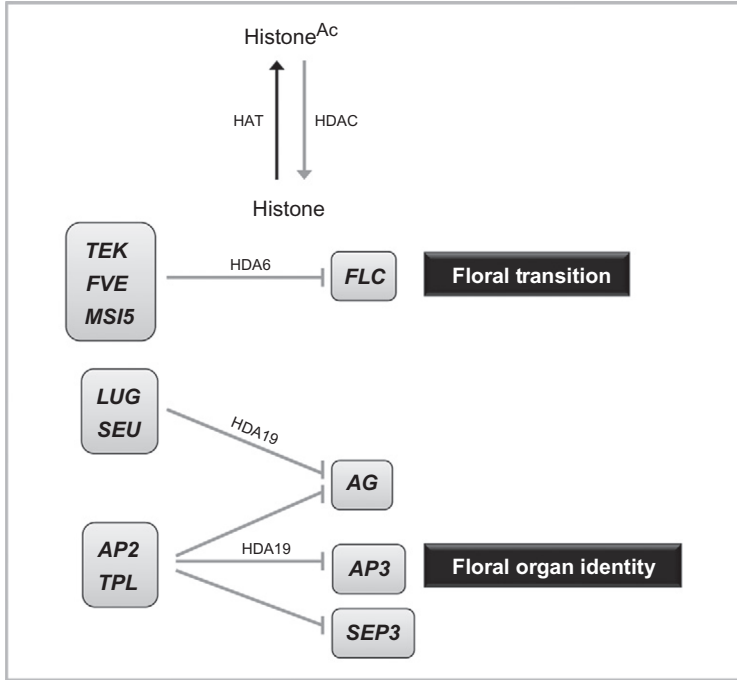 Histone^Ac
HAT
HDAC
Histone
TEK
FVE
MSI5
HDA6
FLC
Floral transition
LUG
SEU
HDA19
AG
AP2
TPL
HDA19
AP3
Floral organ identity
SEP3